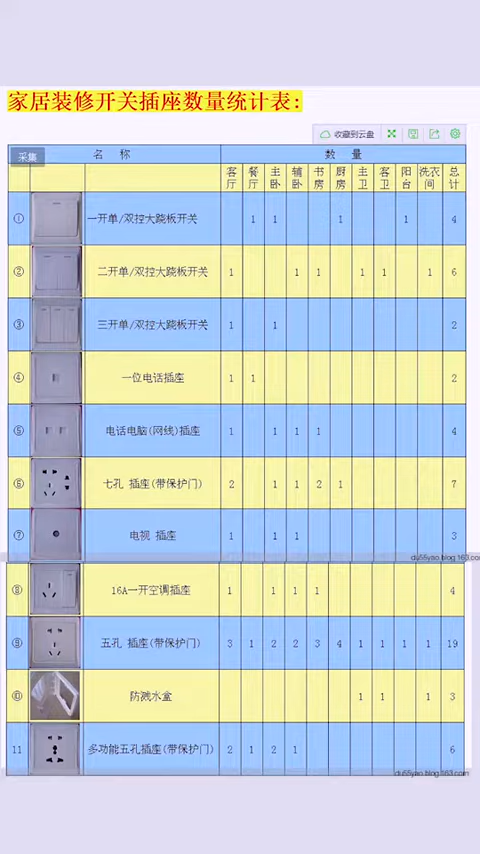 家居装修开关插座数量统计表:
收藏到云盘
采集
名 称 数 量
客厅 餐厅 主卧 辅卧 书房 厨房 主卫 客卫 阳台 洗衣间 总计
① 一开单/双控大跷板开关 1 1 1 1 4
② 二开单/双控大跷板开关 1 1 1 1 1 1 6
③ 三开单/双控大跷板开关 1 1 2
④ 一位电话插座 1 1 2
⑤ 电话电脑(网线)插座 1 1 1 1 4
⑥ 七孔 插座(带保护门) 2 1 1 2 1 7
⑦ 电视 插座 1 1 1 3
du55yao.blog.163.com
⑧ 16A一开空调插座 1 1 1 1 4
⑨ 五孔 插座(带保护门) 3 1 2 2 3 4 1 1 1 1 19
⑩ 防溅水盒 1 1 1 3
11 多功能五孔插座(带保护门) 2 1 2 1 6
du55yao.blog.163.com